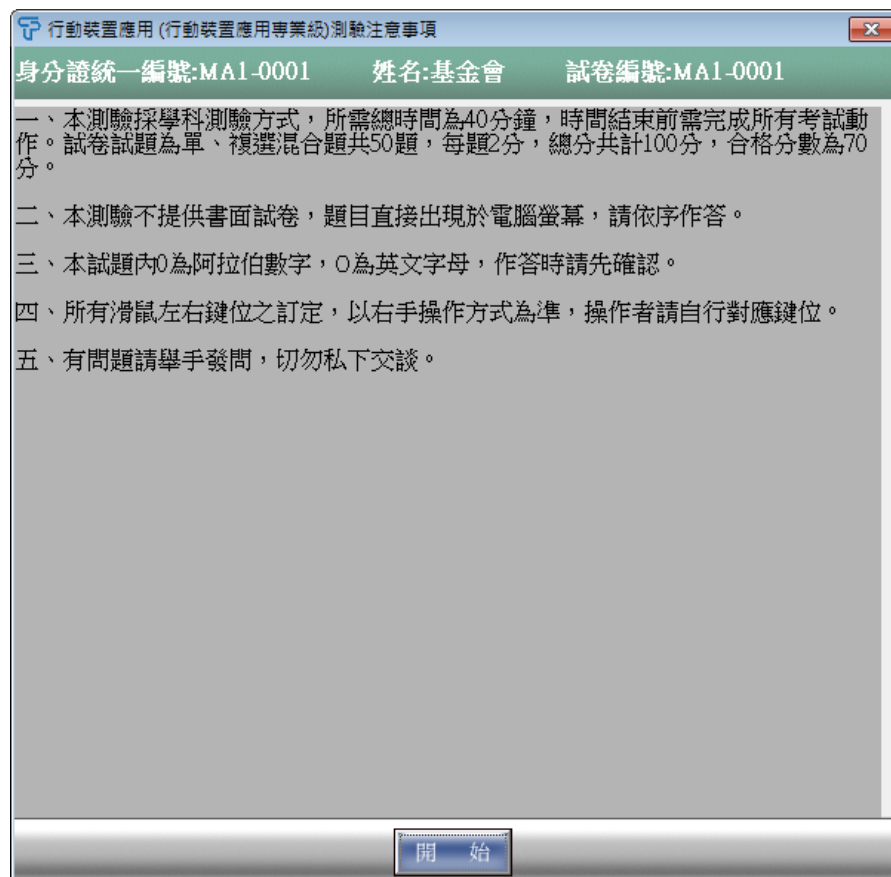 行動裝置應用 (行動裝置應用專業級)測驗注意事項
身分證統一編號:MA1-0001 姓名:基金會 試卷編號:MA1-0001
一、本測驗採學科測驗方式，所需總時間為40分鐘，時間結束前需完成所有考試動
作。試卷試題為單、複選混合題共50題，每題2分，總分共計100分，合格分數為70
分。
二、本測驗不提供書面試卷，題目直接出現於電腦螢幕，請依序作答。
三、本試題內0為阿拉伯數字，O為英文字母，作答時請先確認。
四、所有滑鼠左右鍵位之訂定，以右手操作方式為準，操作者請自行對應鍵位。
五、有問題請舉手發問，切勿私下交談。
開 始